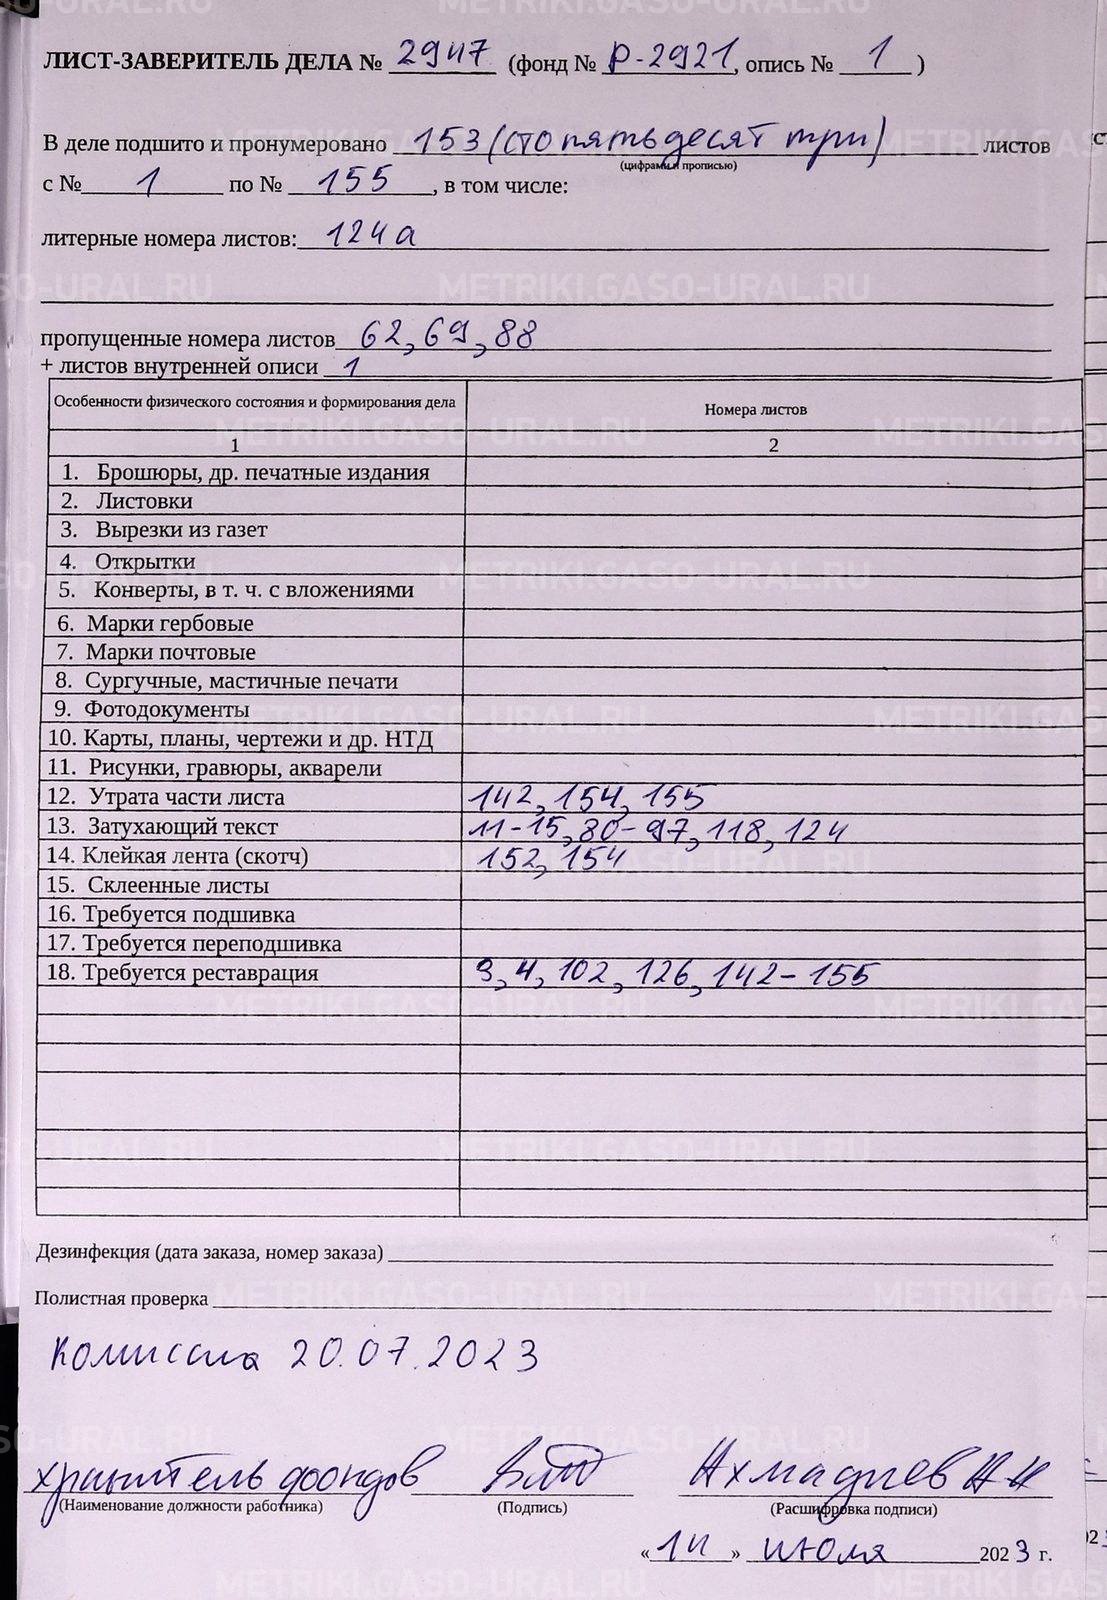 ЛИСТ-ЗАВЕРИТЕЛЬ ДЕЛА № 2947 (фонд № Р-2921, опись № 1)
В деле подшито и пронумеровано 153 (сто пятьдесят три) листов
(цифрами и прописью)
с № 1 по № 155, в том числе:
литерные номера листов: 124а
пропущенные номера листов 62, 69, 88
+ листов внутренней описи 1
Особенности физического состояния и формирования дела Номера листов
1 2
1. Брошюры, др. печатные издания
2. Листовки
3. Вырезки из газет
4. Открытки
5. Конверты, в т. ч. с вложениями
6. Марки гербовые
7. Марки почтовые
8. Сургучные, мастичные печати
9. Фотодокументы
10. Карты, планы, чертежи и др. НТД
11. Рисунки, гравюры, акварели
12. Утрата части листа 142, 154, 155
13. Затухающий текст 11-15, 80-97, 118, 124
14. Клейкая лента (скотч) 152, 154
15. Склеенные листы
16. Требуется подшивка
17. Требуется переподшивка
18. Требуется реставрация 3, 4, 102, 126, 142-155
Дезинфекция (дата заказа, номер заказа)
Полистная проверка
Комиссия 20.07.2023
хранитель фондов Ахмадиев
(Наименование должности работника) (Подпись) (Расшифровка подписи)
«14» июля 2023 г.
METRIKI.GASO-URAL.RU